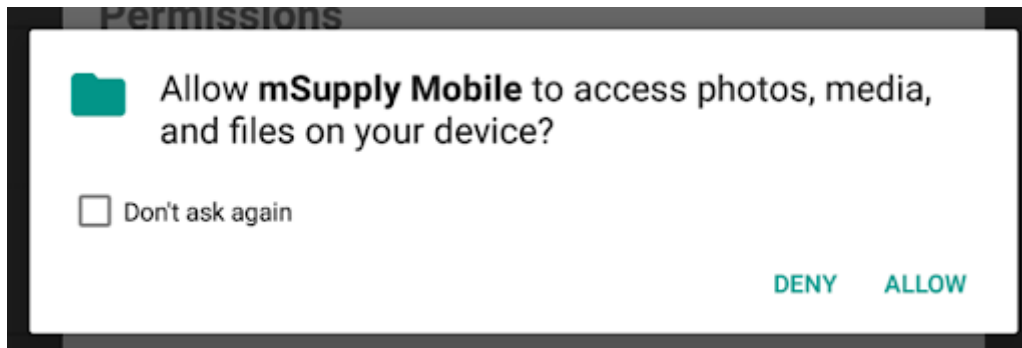 Permissions
Allow mSupply Mobile to access photos, media,
and files on your device?
Don't ask again
DENY ALLOW